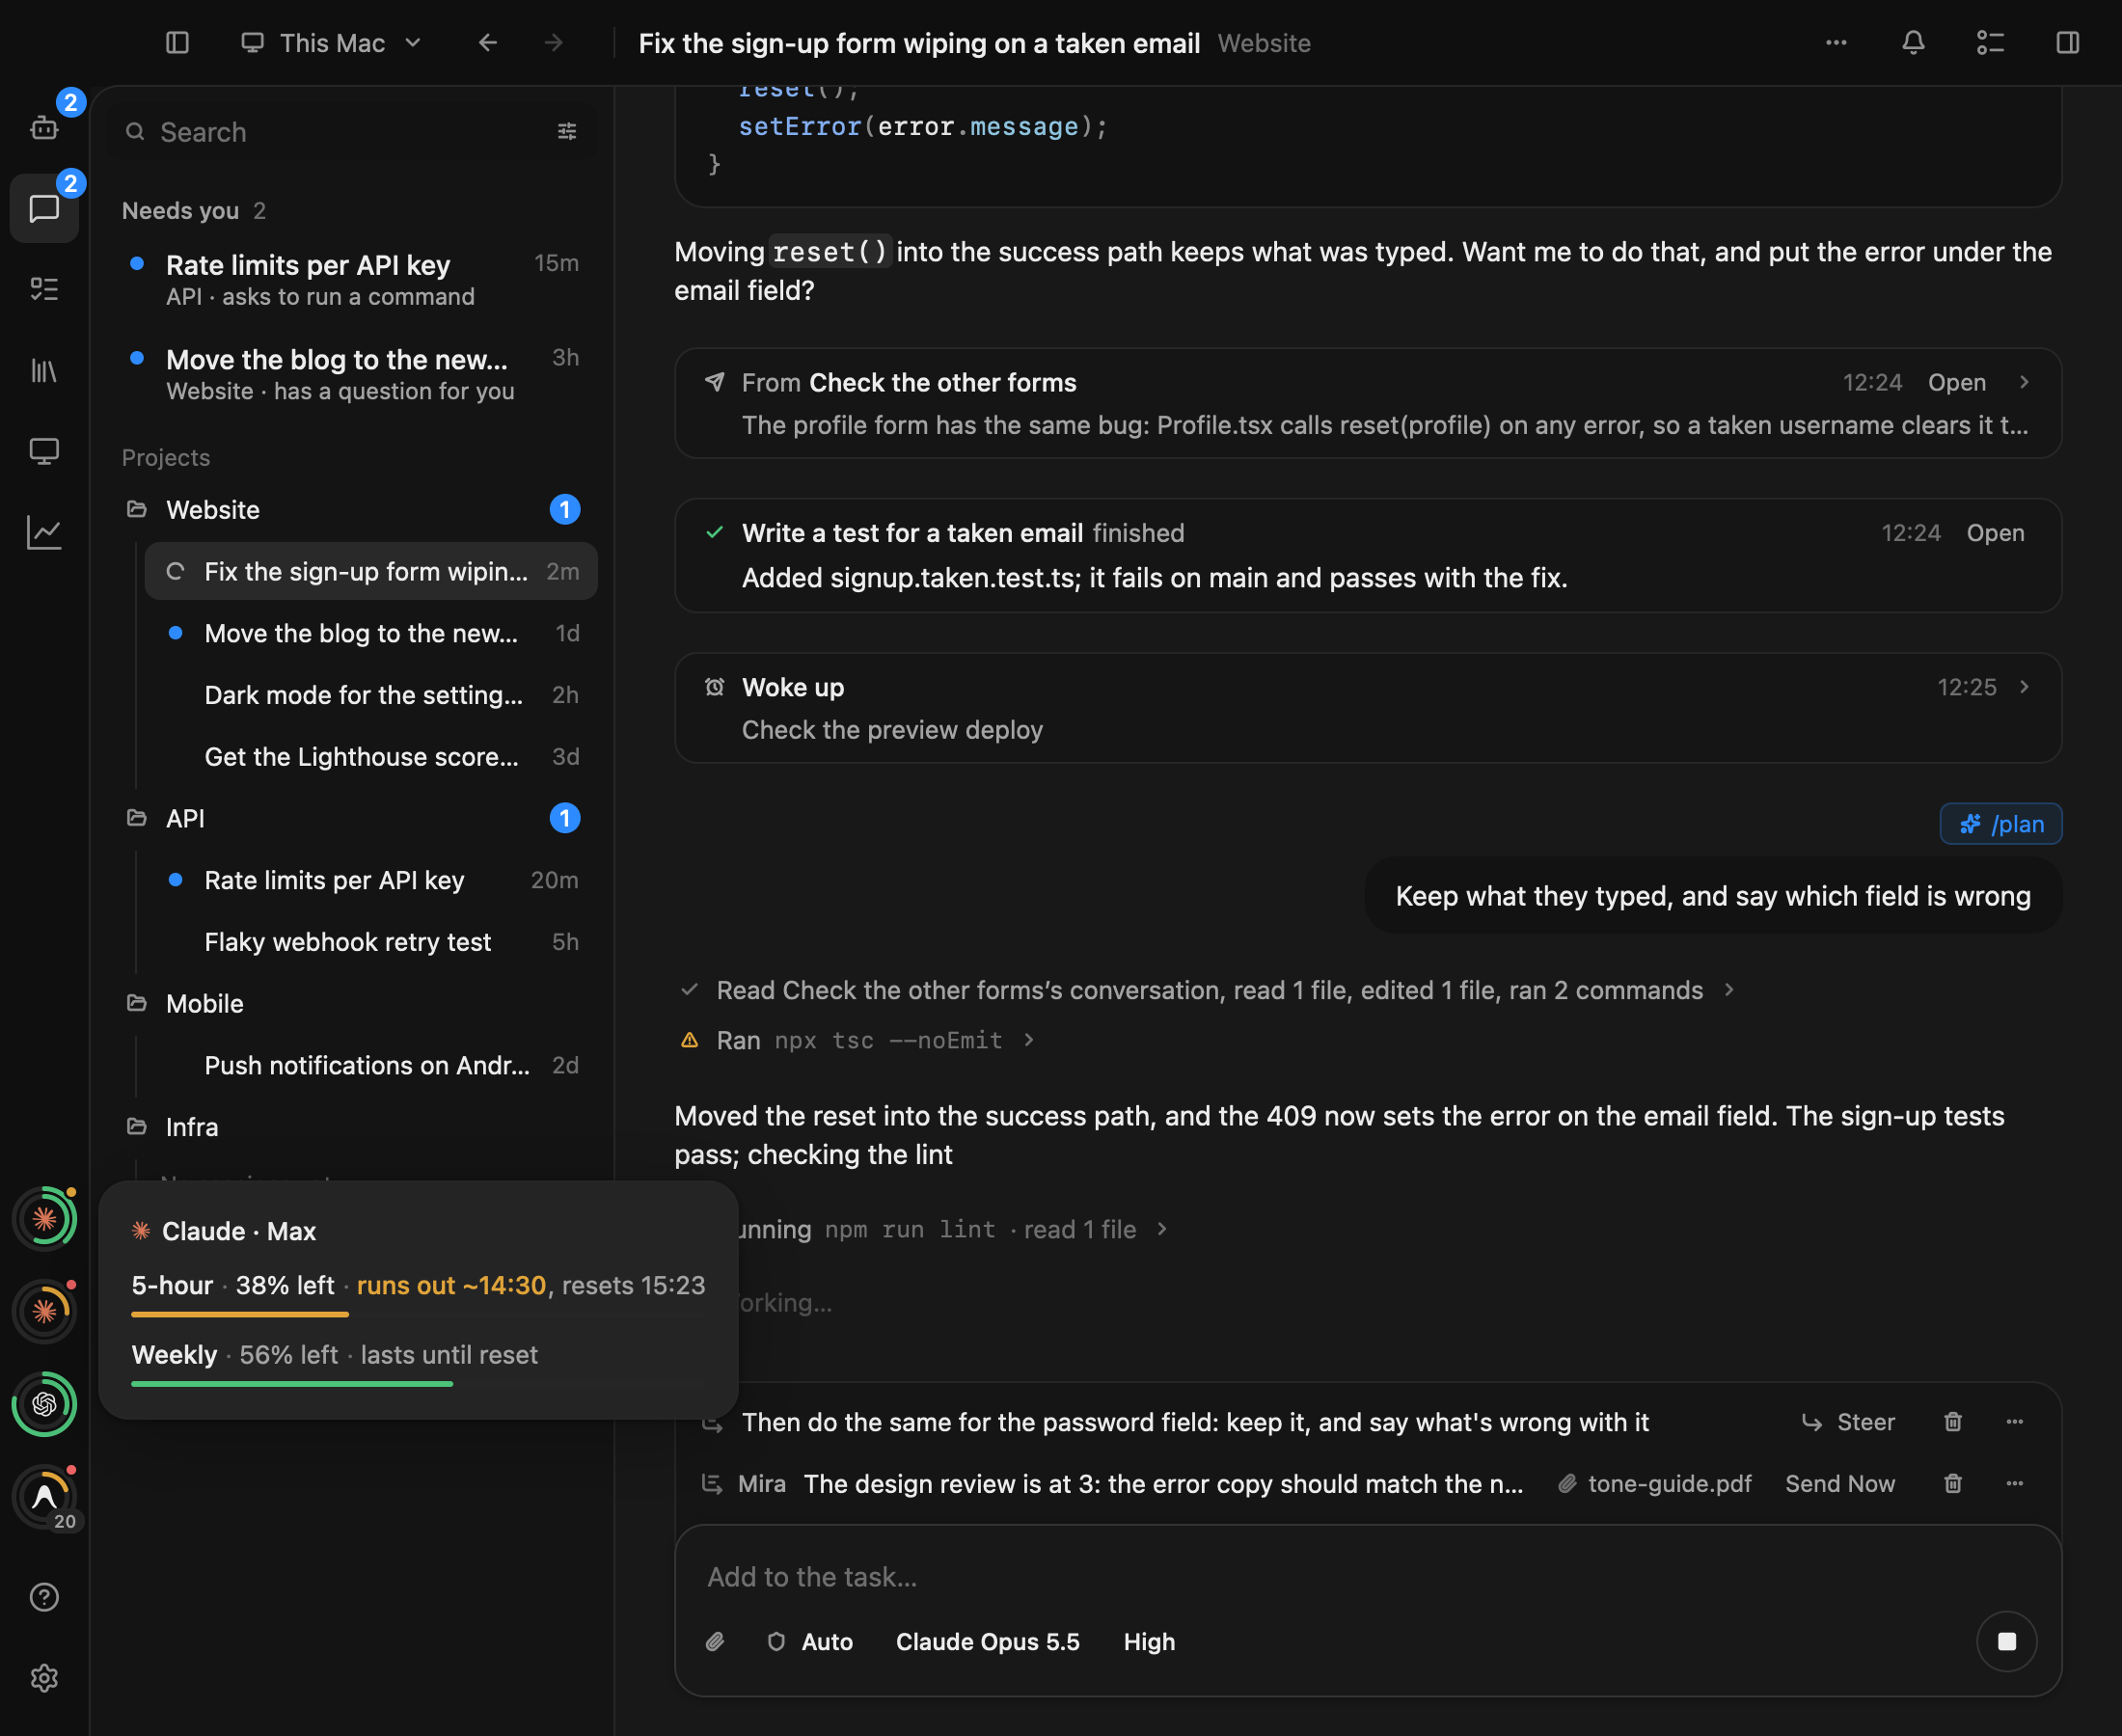 This Mac
Fix the sign-up form wiping on a taken email Website
2
2
Search
Needs you 2
Rate limits per API key 15m
API · asks to run a command
Move the blog to the new... 3h
Website · has a question for you
Projects
Website 1
Fix the sign-up form wipin... 2m
Move the blog to the new... 1d
Dark mode for the setting... 2h
Get the Lighthouse score... 3d
API 1
Rate limits per API key 20m
Flaky webhook retry test 5h
Mobile
Push notifications on Andr... 2d
Infra
Claude · Max
5-hour · 38% left · runs out ~14:30, resets 15:23
Weekly · 56% left · lasts until reset
20
reset();
setError(error.message);
}
Moving reset() into the success path keeps what was typed. Want me to do that, and put the error under the
email field?
From Check the other forms 12:24 Open
The profile form has the same bug: Profile.tsx calls reset(profile) on any error, so a taken username clears it t...
Write a test for a taken email finished 12:24 Open
Added signup.taken.test.ts; it fails on main and passes with the fix.
Woke up 12:25
Check the preview deploy
/plan
Keep what they typed, and say which field is wrong
Read Check the other forms’s conversation, read 1 file, edited 1 file, ran 2 commands
Ran npx tsc --noEmit
Moved the reset into the success path, and the 409 now sets the error on the email field. The sign-up tests
pass; checking the lint
unning npm run lint · read 1 file
orking...
Then do the same for the password field: keep it, and say what's wrong with it Steer
Mira The design review is at 3: the error copy should match the n... tone-guide.pdf Send Now
Add to the task...
Auto Claude Opus 5.5 High